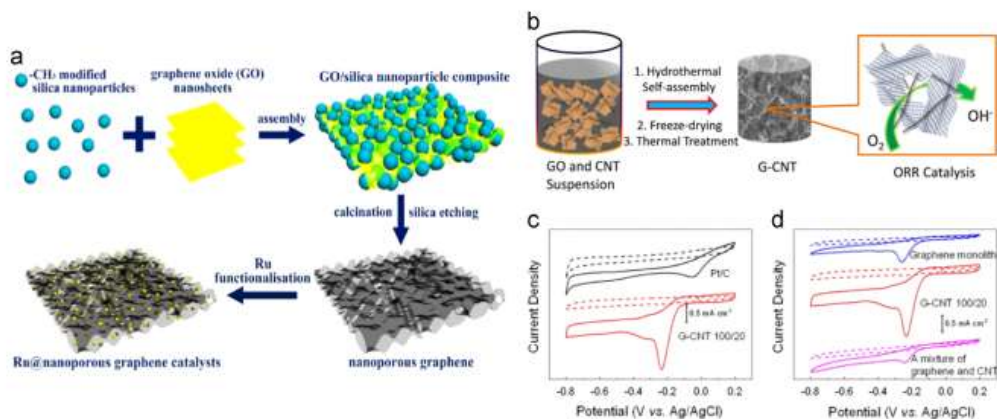 a
-CH3 modified
silica nanoparticles
graphene oxide (GO)
nanosheets
assembly
GO/silica nanoparticle composite
calcination
silica etching
Ru
functionalisation
Ru@nanoporous graphene catalysts
nanoporous graphene
b
1. Hydrothermal
Self-assembly
2. Freeze-drying
3. Thermal Treatment
GO and CNT
Suspension
G-CNT
O2
OH-
ORR Catalysis
c
Current Density
Pt/C
0.5 mA cm-2
G-CNT 100/20
-0.8 -0.6 -0.4 -0.2 0.0 0.2
Potential (V vs. Ag/AgCl)
d
Current Density
Graphene monolith
G-CNT 100/20
0.5 mA cm-2
A mixture of
graphene and CNT
-0.8 -0.6 -0.4 -0.2 0.0 0.2
Potential (V vs. Ag/AgCl)